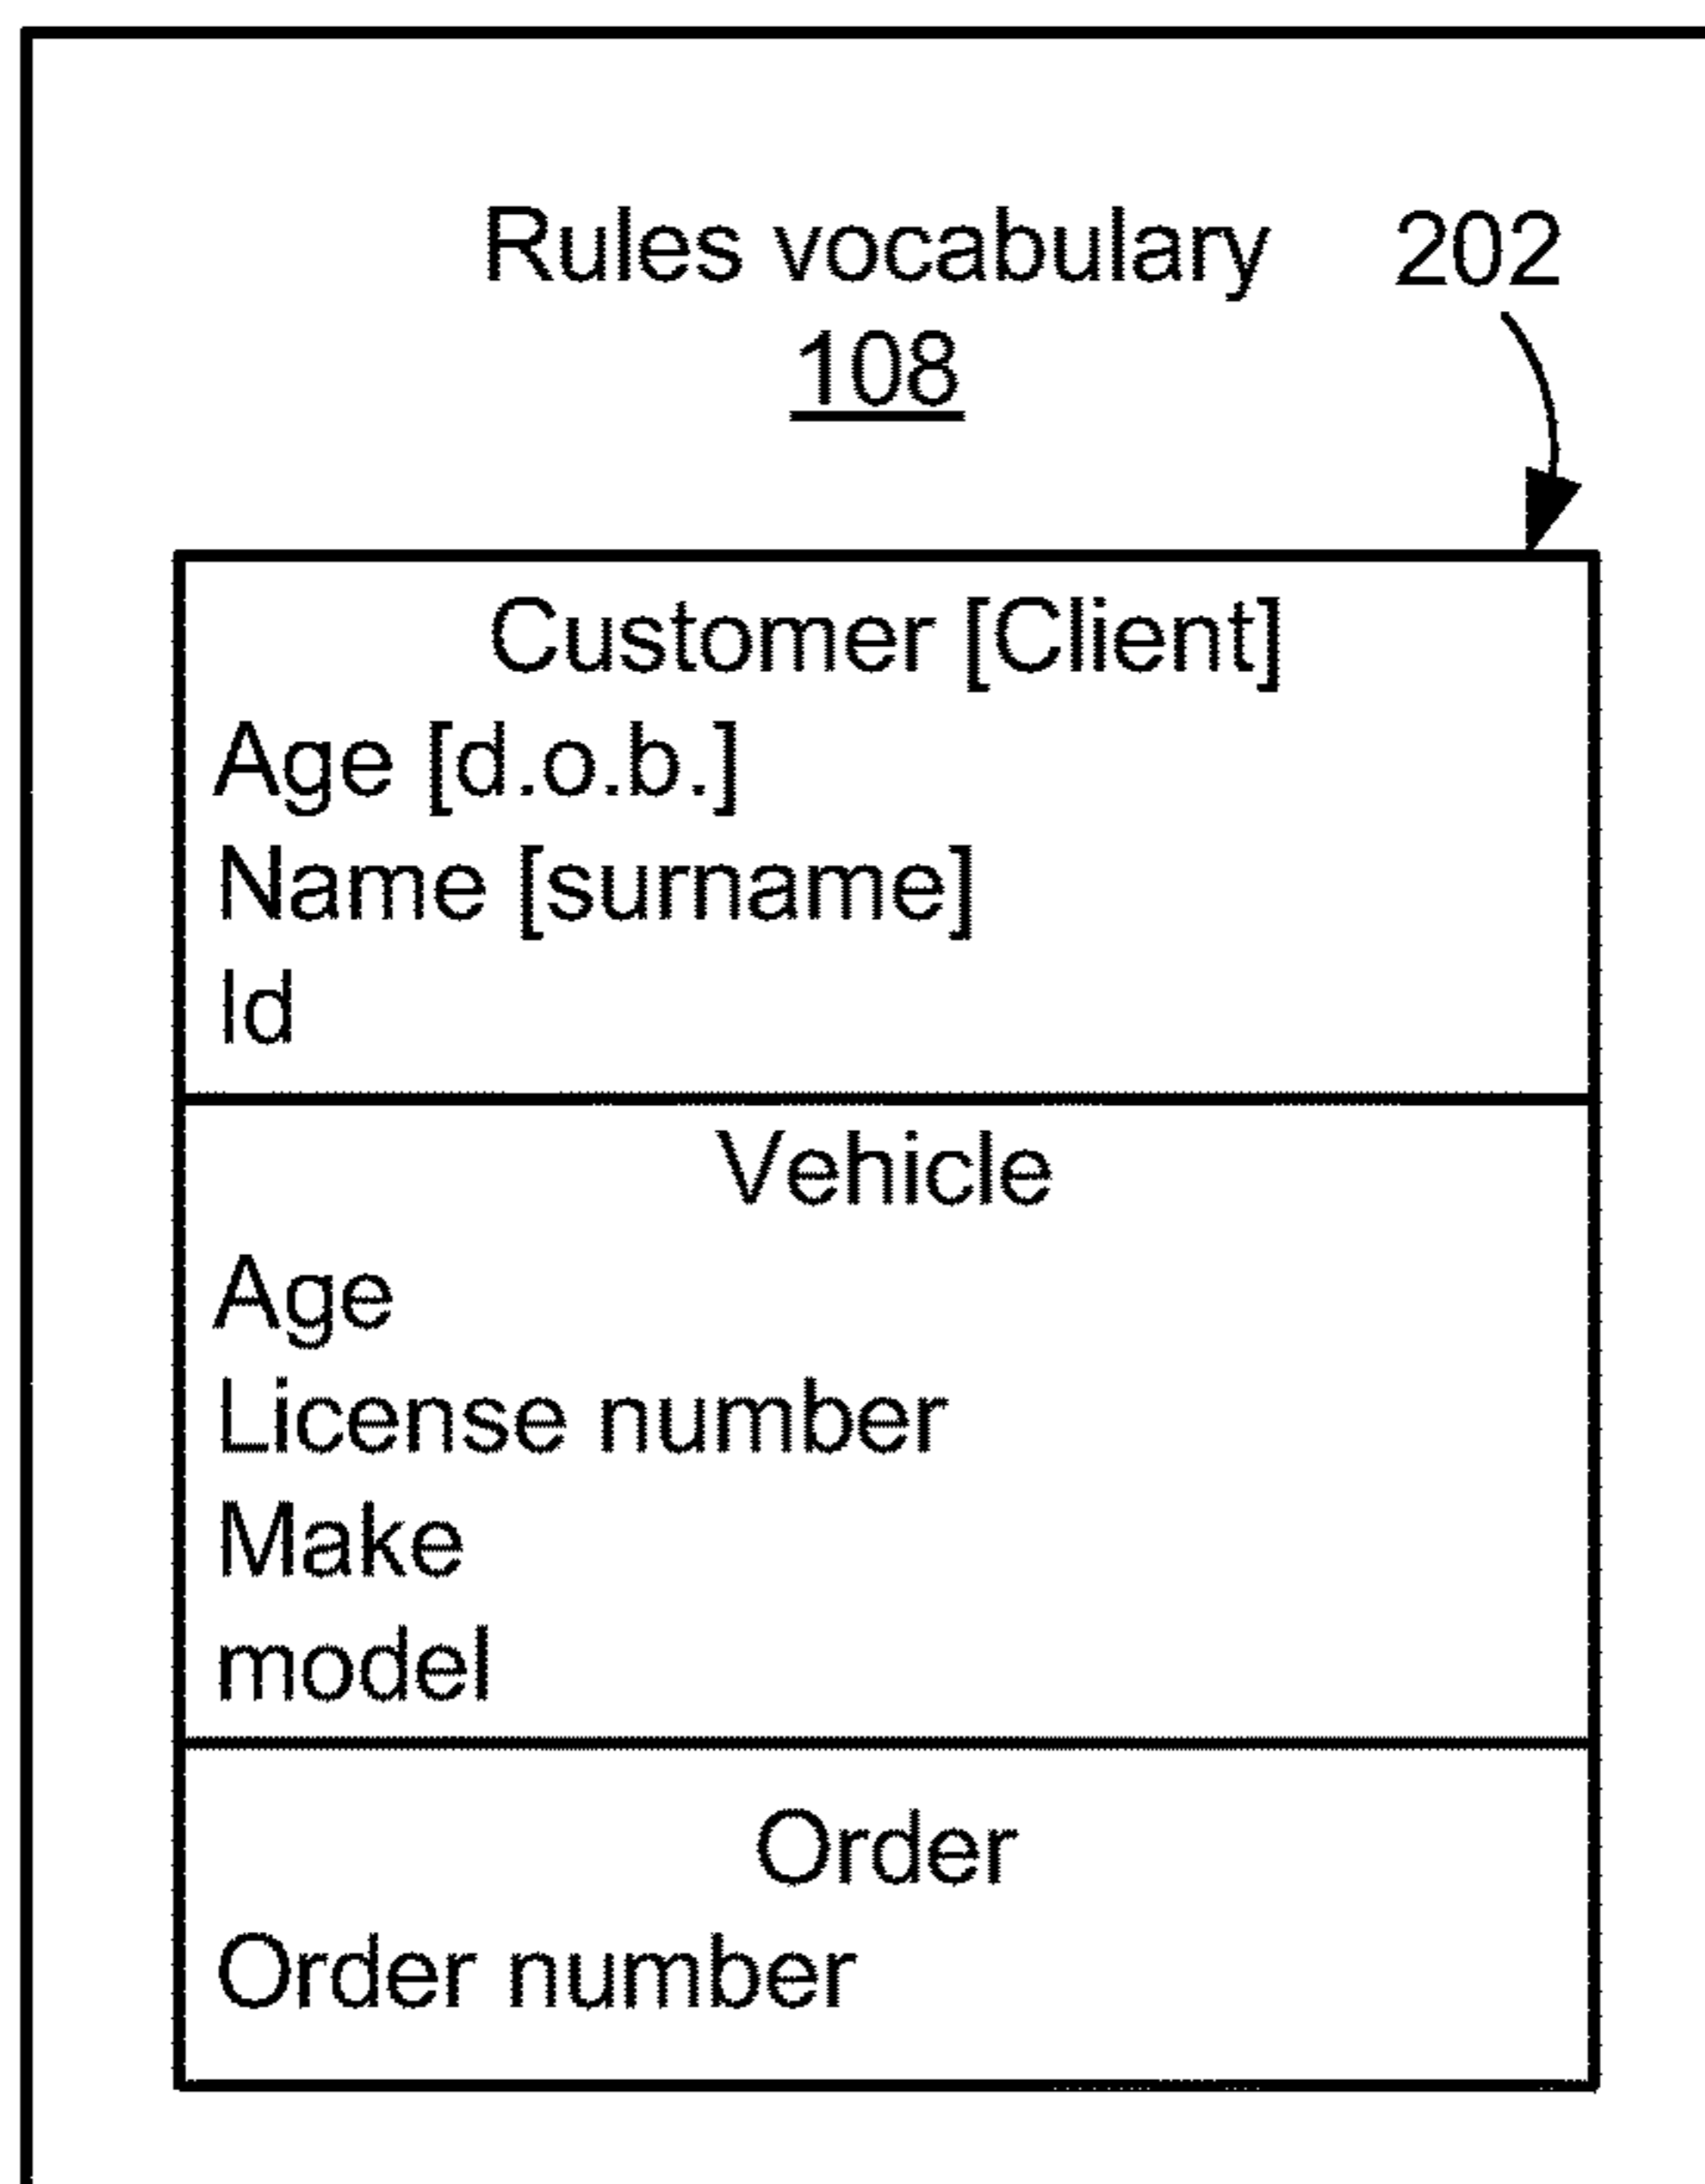 Rules vocabulary 202
108
Customer [Client]
Age [d.o.b.]
Name [surname]
Id
Vehicle
Age
License number
Make
model
Order
Order number